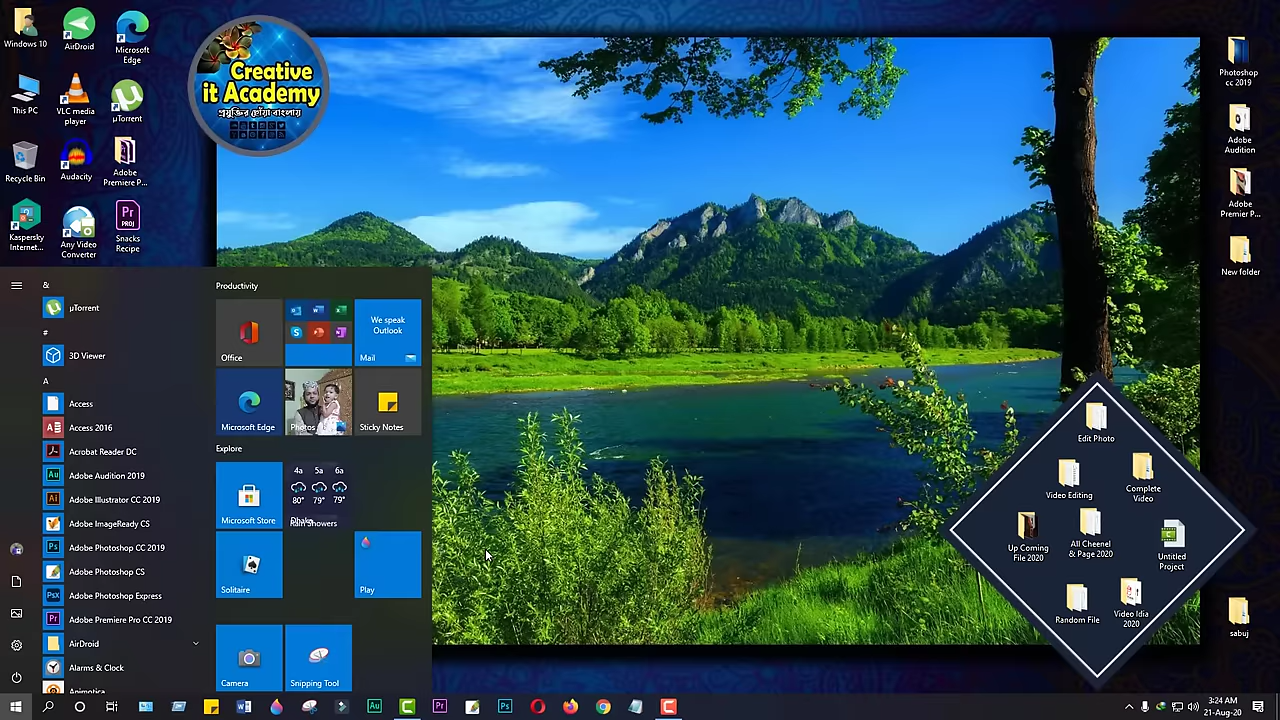 Windows 10
AirDroid
Microsoft
Edge
This PC
VLC media
player
µTorrent
Recycle Bin
Audacity
Adobe
Premiere P...
Kaspersky
Internet...
Any Video
Converter
Pr
PROJ
Snacks
Recipe
Creative
it Academy
প্রযুক্তির ছোঁয়া বাংলায়
Photoshop
cc 2019
Adobe
Audition
Adobe
Premier P...
New folder
sabuj
&
µTorrent
#
3D Viewer
A
Access
Access 2016
Acrobat Reader DC
Adobe Audition 2019
Adobe Illustrator CC 2019
Adobe ImageReady CS
Adobe Photoshop CC 2019
Adobe Photoshop CS
Adobe Photoshop Express
Adobe Premiere Pro CC 2019
AirDroid
Alarms & Clock
Animotica
Productivity
Office
We speak
Outlook
Mail
Microsoft Edge
Photos
Sticky Notes
Explore
Microsoft Store
4a 5a 6a
80° 79° 79°
Dhaka
Rain showers
Solitaire
Play
Camera
Snipping Tool
Edit Photo
Video Editing
Complete
Video
Up Coming
File 2020
All Cheenel
& Page 2020
Untitled
Project
Random File
Video Idia
2020
3:24 AM
21-Aug-20